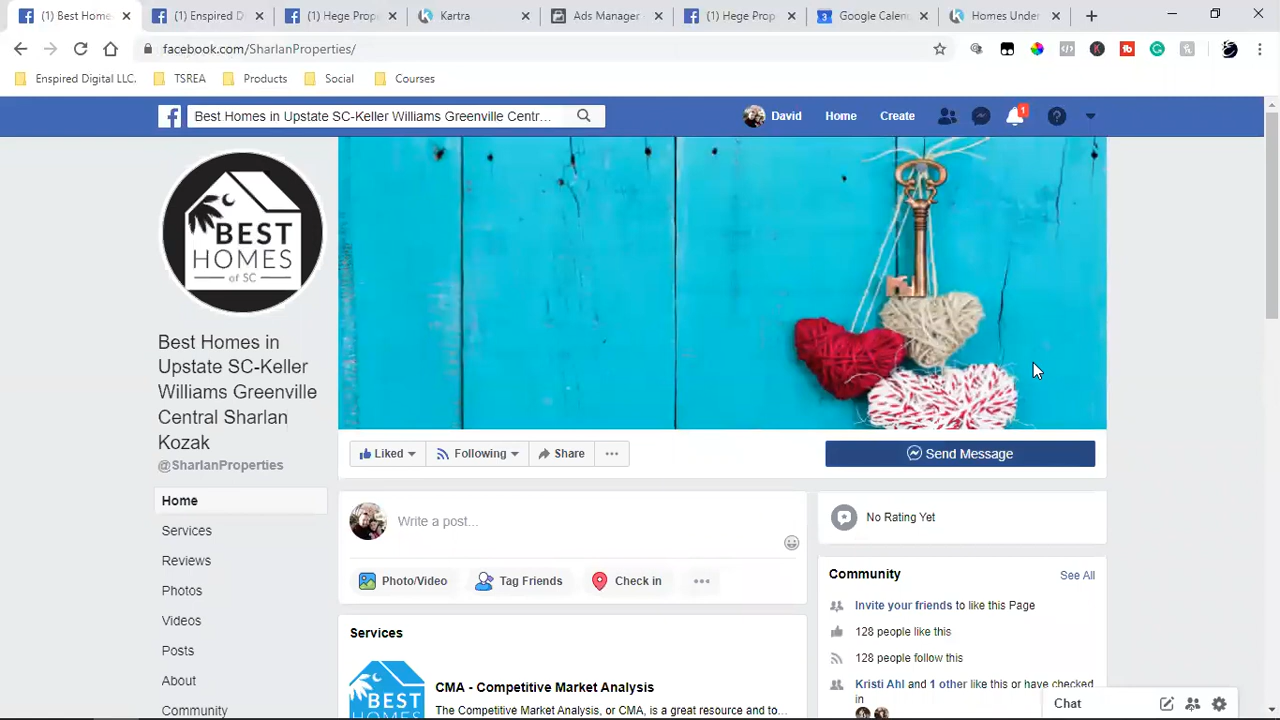 (1) Best Home
(1) Enspired D
(1) Hege Prop
Kartra
Ads Manager -
(1) Hege Prop
Google Calen
Homes Under
facebook.com/SharlanProperties/
Enspired Digital LLC.
TSREA
Products
Social
Courses
Best Homes in Upstate SC-Keller Williams Greenville Centr...
David
Home
Create
1
BEST
HOMES
of SC
Best Homes in
Upstate SC-Keller
Williams Greenville
Central Sharlan
Kozak
@SharlanProperties
Liked
Following
Share
Send Message
Home
Services
Reviews
Photos
Videos
Posts
About
Community
Write a post...
Photo/Video
Tag Friends
Check in
Services
BEST
CMA - Competitive Market Analysis
The Competitive Market Analysis, or CMA, is a great resource and to...
No Rating Yet
Community
See All
Invite your friends to like this Page
128 people like this
128 people follow this
Kristi Ahl and 1 other like this or have checked
in
Chat